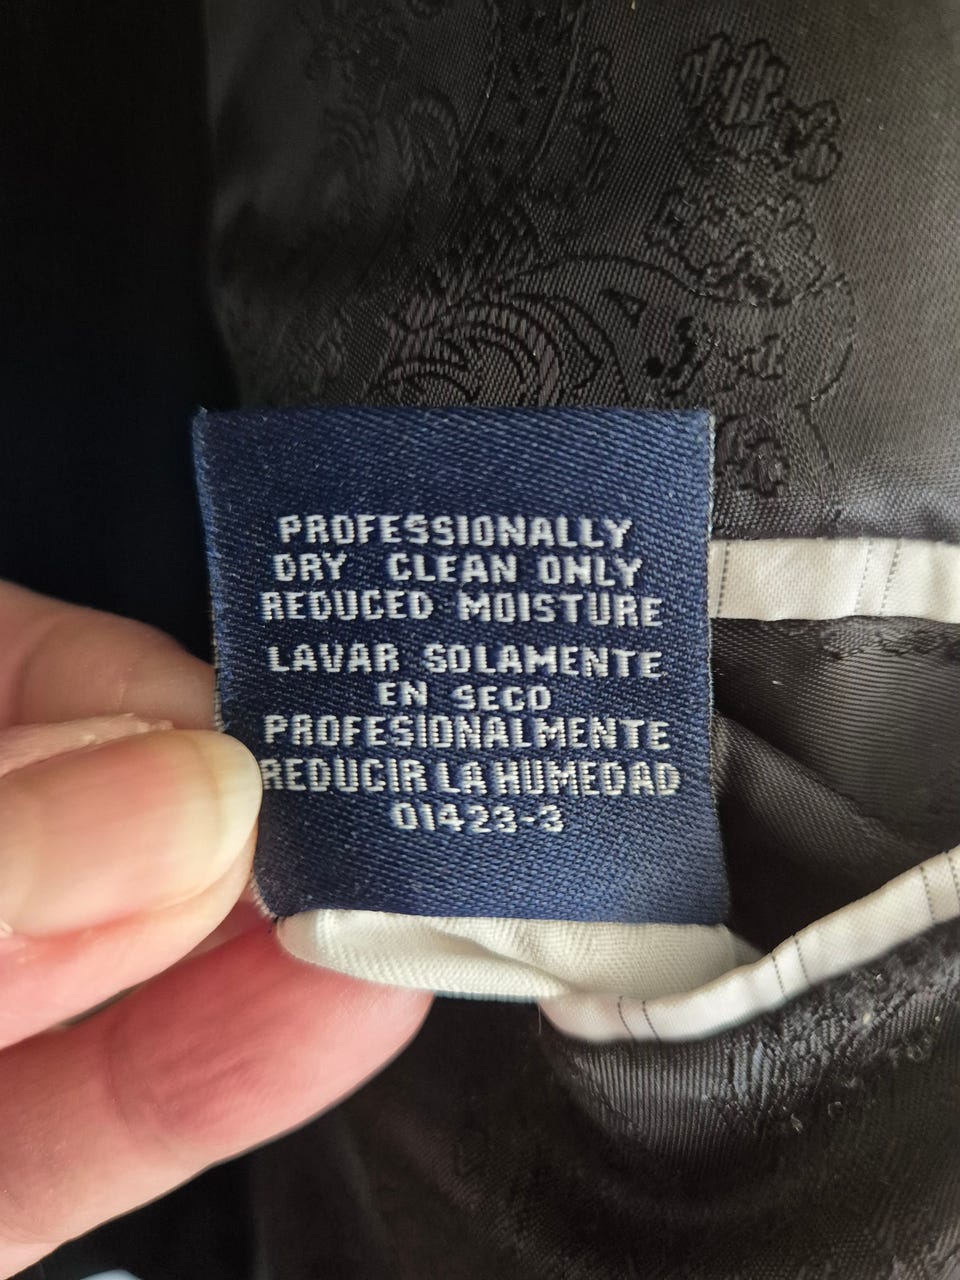 PROFESSIONALLY
DRY CLEAN ONLY
REDUCED MOISTURE
LAVAR SOLAMENTE
EN SECO
PROFESIONALMENTE
REDUCIR LA HUMEDAD
01423-3